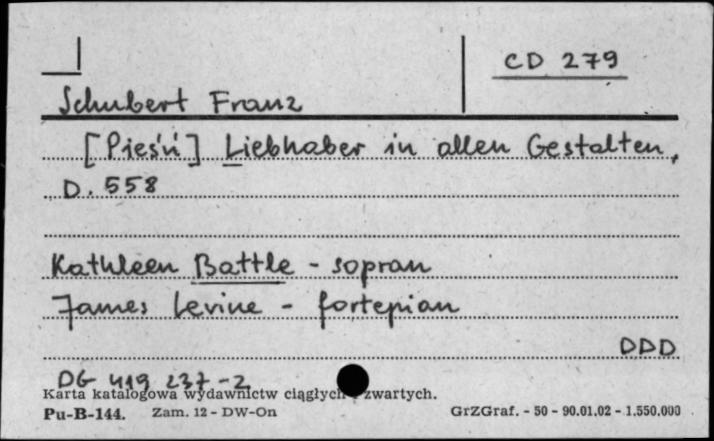 CD 279
Schubert Franz
[Pieśń] Liebhaber in allen Gestalten,
D. 558
Kathleen Battle - sopran
James Levine - fortepian
DDD
DG 419 237-2
Karta katalogowa wydawnictw ciągłych zwartych.
Pu-B-144. Zam. 12 - DW-On GrZGraf. - 50 - 90.01.02 - 1.550.000